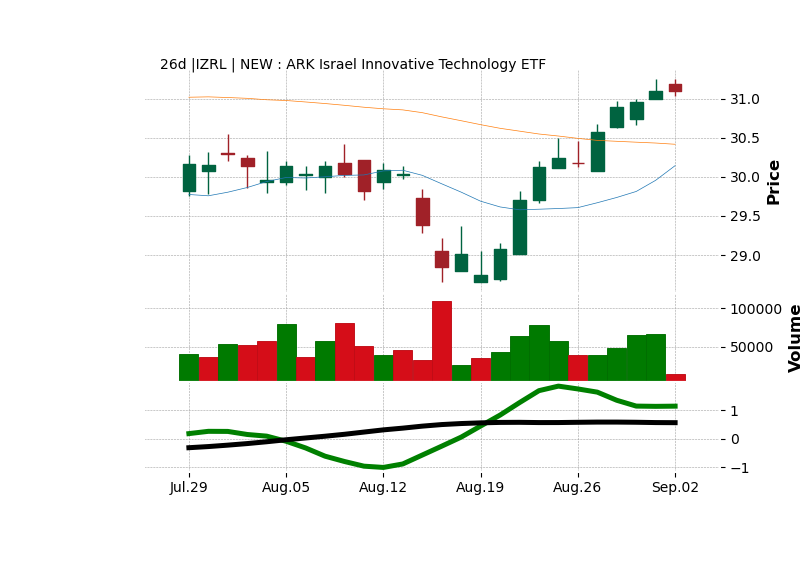 26d |IZRL | NEW : ARK Israel Innovative Technology ETF
31.0
30.5
30.0
29.5
29.0
Price
100000
50000
Volume
1
0
−1
Jul.29 Aug.05 Aug.12 Aug.19 Aug.26 Sep.02